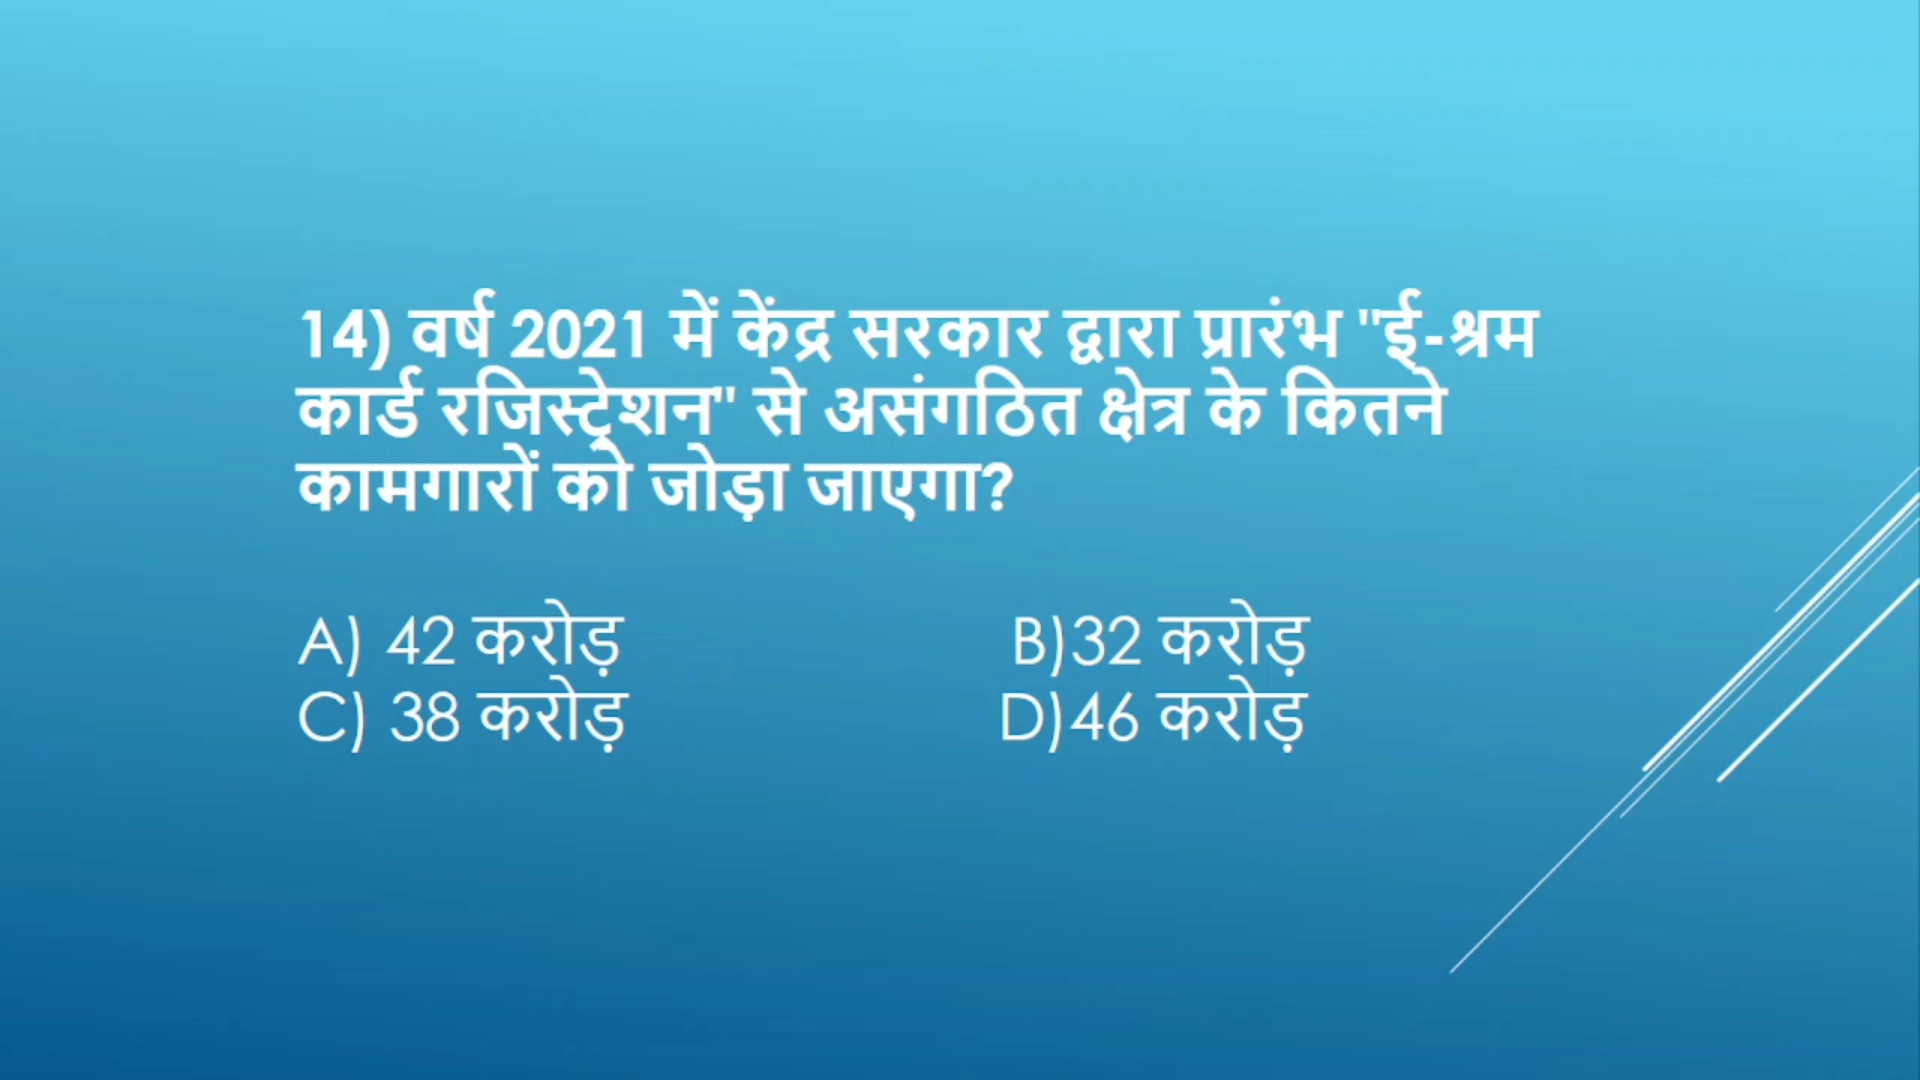 14) वर्ष 2021 में केंद्र सरकार द्वारा प्रारंभ "ई-श्रम
कार्ड रजिस्ट्रेशन" से असंगठित क्षेत्र के कितने
कामगारों को जोड़ा जाएगा?
A) 42 करोड़ B)32 करोड़
C) 38 करोड़ D)46 करोड़